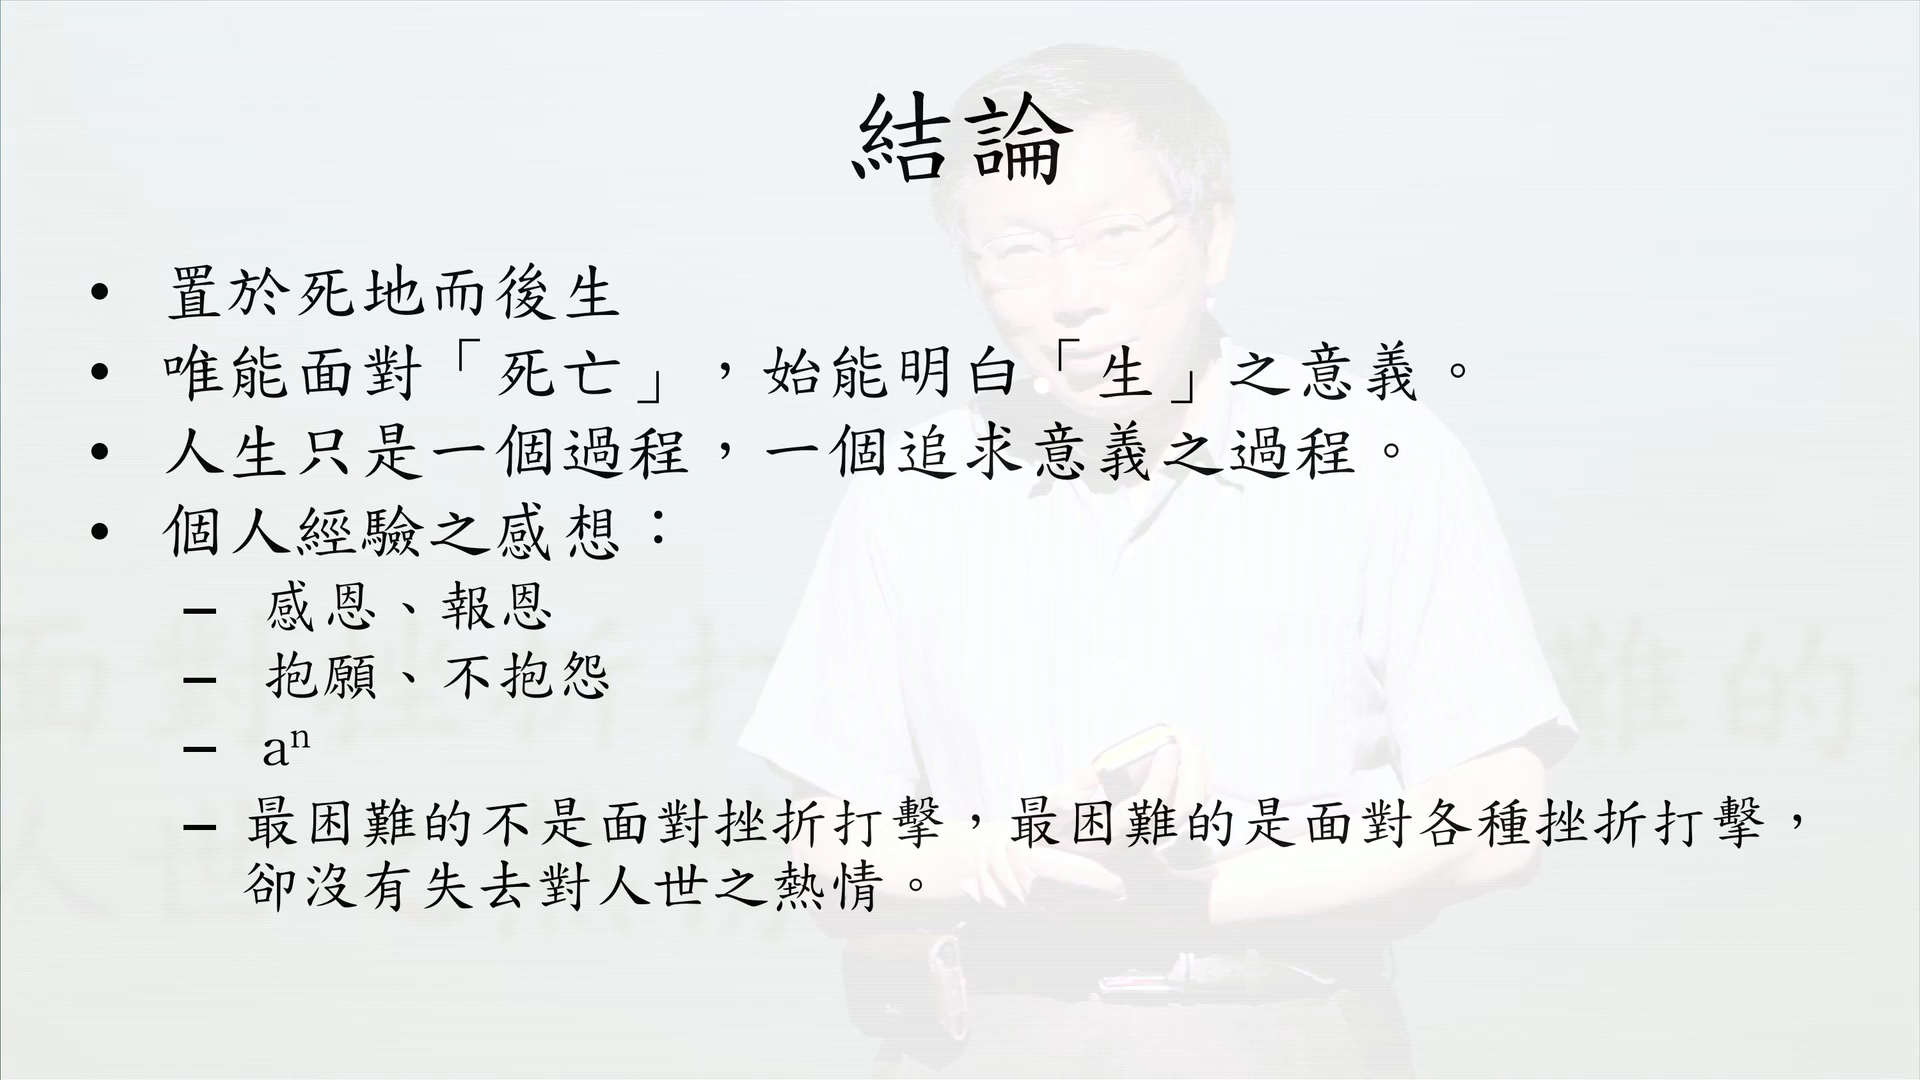 結論
• 置於死地而後生
• 唯能面對「死亡」，始能明白「生」之意義。
• 人生只是一個過程，一個追求意義之過程。
• 個人經驗之感想：
– 感恩、報恩
– 抱願、不抱怨
– aⁿ
– 最困難的不是面對挫折打擊，最困難的是面對各種挫折打擊，
卻沒有失去對人世之熱情。